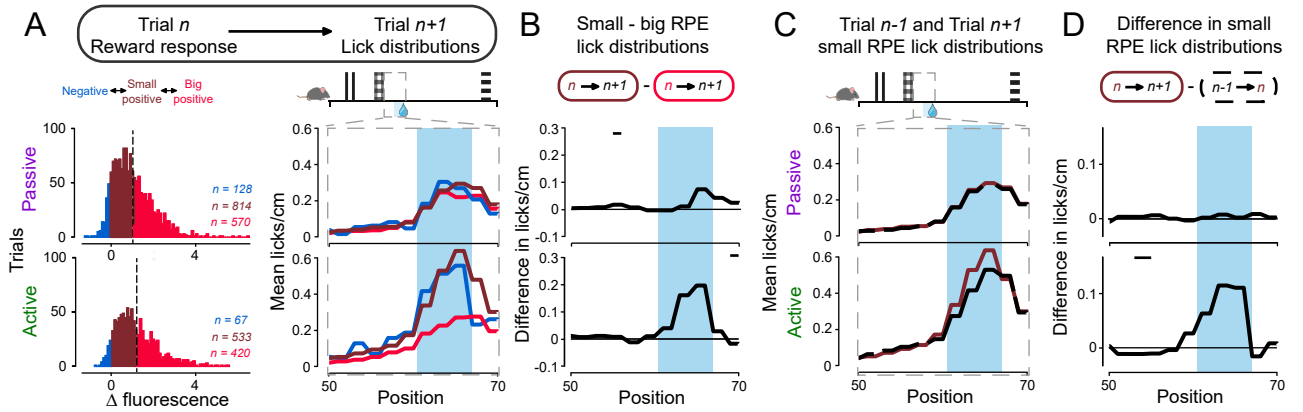 A
Trial n
Reward response
Trial n+1
Lick distributions
Negative
Small
positive
Big
positive
Passive
Active
Trials
100
50
0
n = 128
n = 814
n = 570
0
4
100
50
0
n = 67
n = 533
n = 420
0
4
Δ fluorescence
Mean licks/cm
0.6
0.4
0.2
0
0.6
0.4
0.2
0
50
70
Position
B
Small - big RPE
lick distributions
n n+1 - n n+1
Difference in licks/cm
0.3
0.2
0.1
0
-0.1
0.3
0.2
0.1
0
-0.1
50
70
Position
C
Trial n-1 and Trial n+1
small RPE lick distributions
Passive
Active
Mean licks/cm
0.6
0.4
0.2
0
0.6
0.4
0.2
0
50
70
Position
D
Difference in small
RPE lick distributions
n n+1 - n-1 n
Difference in licks/cm
0.1
0
0.1
0
50
70
Position